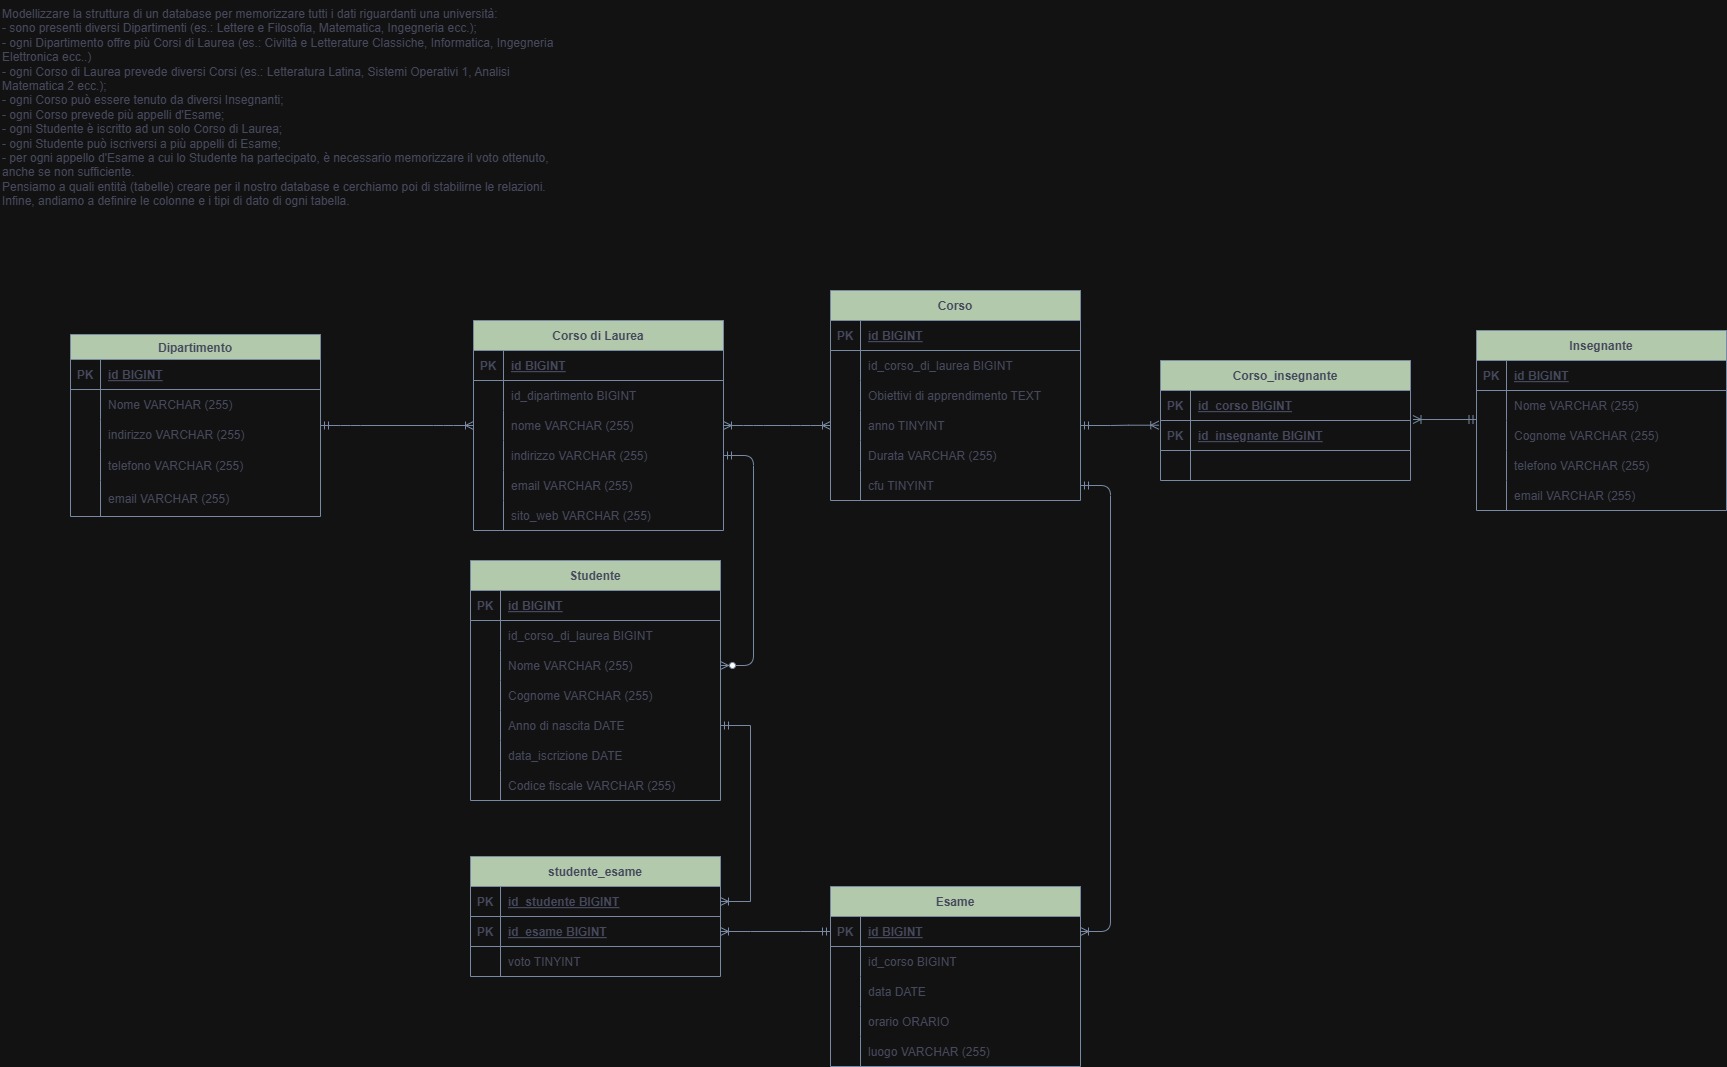 Modellizzare la struttura di un database per memorizzare tutti i dati riguardanti una università:
- sono presenti diversi Dipartimenti (es.: Lettere e Filosofia, Matematica, Ingegneria ecc.);
- ogni Dipartimento offre più Corsi di Laurea (es.: Civiltà e Letterature Classiche, Informatica, Ingegneria
Elettronica ecc..)
- ogni Corso di Laurea prevede diversi Corsi (es.: Letteratura Latina, Sistemi Operativi 1, Analisi
Matematica 2 ecc.);
- ogni Corso può essere tenuto da diversi Insegnanti;
- ogni Corso prevede più appelli d'Esame;
- ogni Studente è iscritto ad un solo Corso di Laurea;
- ogni Studente può iscriversi a più appelli di Esame;
- per ogni appello d'Esame a cui lo Studente ha partecipato, è necessario memorizzare il voto ottenuto,
anche se non sufficiente.
Pensiamo a quali entità (tabelle) creare per il nostro database e cerchiamo poi di stabilirne le relazioni.
Infine, andiamo a definire le colonne e i tipi di dato di ogni tabella.
Dipartimento
PK id BIGINT
Nome VARCHAR (255)
indirizzo VARCHAR (255)
telefono VARCHAR (255)
email VARCHAR (255)
Corso di Laurea
PK id BIGINT
id_dipartimento BIGINT
nome VARCHAR (255)
indirizzo VARCHAR (255)
email VARCHAR (255)
sito_web VARCHAR (255)
Corso
PK id BIGINT
id_corso_di_laurea BIGINT
Obiettivi di apprendimento TEXT
anno TINYINT
Durata VARCHAR (255)
cfu TINYINT
Corso_insegnante
PK id_corso BIGINT
PK id_insegnante BIGINT
Insegnante
PK id BIGINT
Nome VARCHAR (255)
Cognome VARCHAR (255)
telefono VARCHAR (255)
email VARCHAR (255)
Studente
PK id BIGINT
id_corso_di_laurea BIGINT
Nome VARCHAR (255)
Cognome VARCHAR (255)
Anno di nascita DATE
data_iscrizione DATE
Codice fiscale VARCHAR (255)
studente_esame
PK id_studente BIGINT
PK id_esame BIGINT
voto TINYINT
Esame
PK id BIGINT
id_corso BIGINT
data DATE
orario ORARIO
luogo VARCHAR (255)